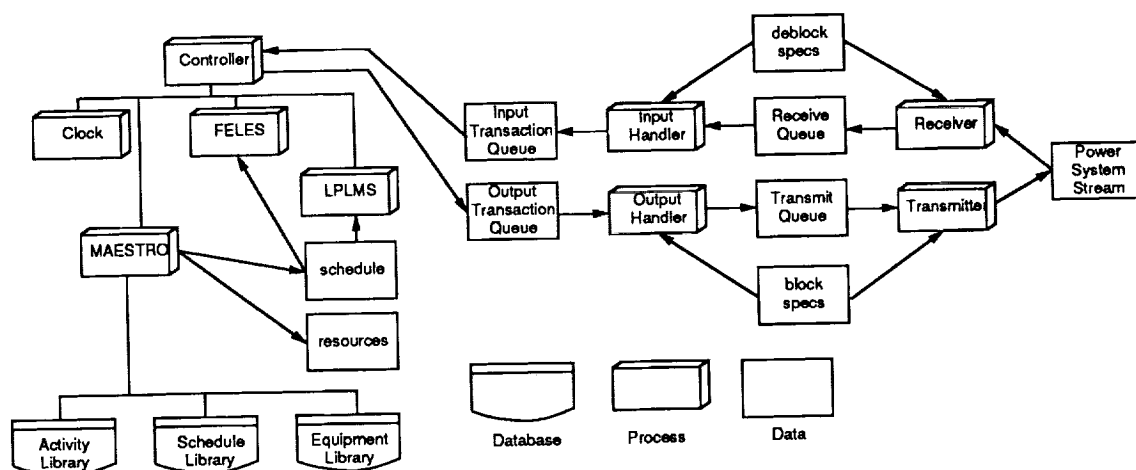 Controller
Clock
FELES
LPLMS
MAESTRO
schedule
resources
Activity
Library
Schedule
Library
Equipment
Library
deblock
specs
Input
Transaction
Queue
Input
Handler
Receive
Queue
Receiver
Power
System
Stream
Output
Transaction
Queue
Output
Handler
Transmit
Queue
Transmitter
block
specs
Database
Process
Data